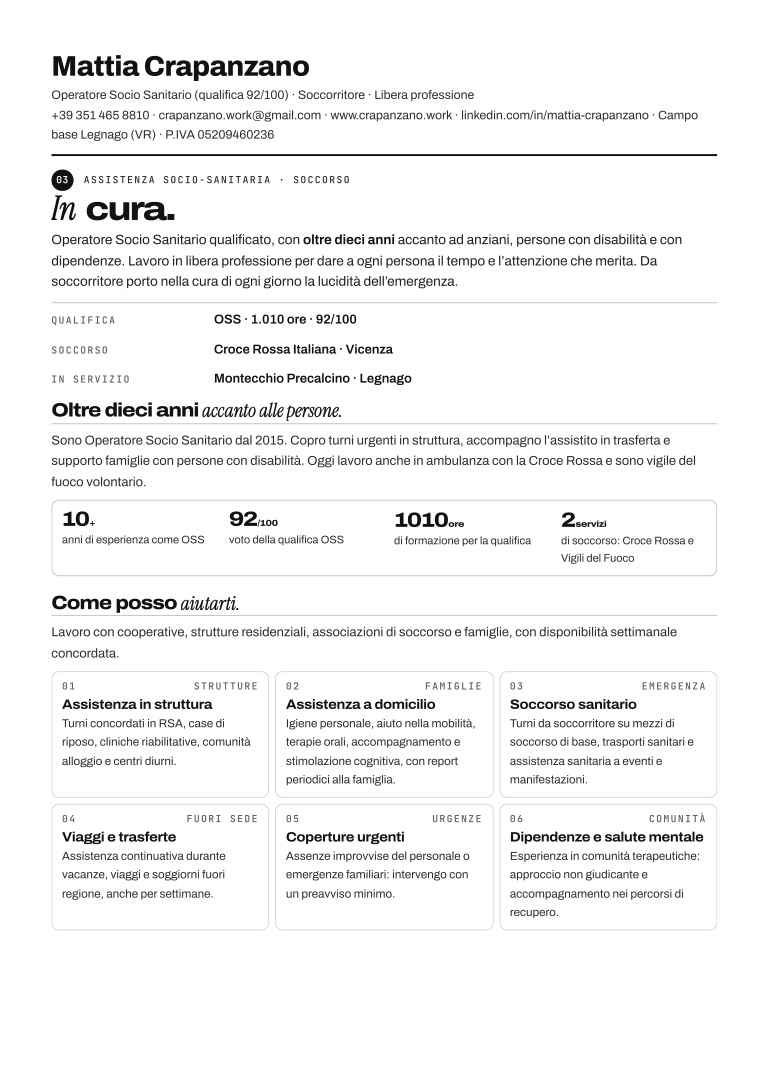 Mattia Crapanzano
Operatore Socio Sanitario (qualifica 92/100) · Soccorritore · Libera professione
+39 351 465 8810 · crapanzano.work@gmail.com · www.crapanzano.work · linkedin.com/in/mattia-crapanzano · Campo
base Legnago (VR) · P.IVA 05209460236
03 ASSISTENZA SOCIO-SANITARIA · SOCCORSO
In cura.
Operatore Socio Sanitario qualificato, con oltre dieci anni accanto ad anziani, persone con disabilità e con
dipendenze. Lavoro in libera professione per dare a ogni persona il tempo e l'attenzione che merita. Da
soccorritore porto nella cura di ogni giorno la lucidità dell'emergenza.
QUALIFICA OSS · 1.010 ore · 92/100
SOCCORSO Croce Rossa Italiana · Vicenza
IN SERVIZIO Montecchio Precalcino · Legnago
Oltre dieci anni accanto alle persone.
Sono Operatore Socio Sanitario dal 2015. Copro turni urgenti in struttura, accompagno l'assistito in trasferta e
supporto famiglie con persone con disabilità. Oggi lavoro anche in ambulanza con la Croce Rossa e sono vigile del
fuoco volontario.
10+
anni di esperienza come OSS
92/100
voto della qualifica OSS
1010ore
di formazione per la qualifica
2servizi
di soccorso: Croce Rossa e
Vigili del Fuoco
Come posso aiutarti.
Lavoro con cooperative, strutture residenziali, associazioni di soccorso e famiglie, con disponibilità settimanale
concordata.
01 STRUTTURE
Assistenza in struttura
Turni concordati in RSA, case di
riposo, cliniche riabilitative, comunità
alloggio e centri diurni.
02 FAMIGLIE
Assistenza a domicilio
Igiene personale, aiuto nella mobilità,
terapie orali, accompagnamento e
stimolazione cognitiva, con report
periodici alla famiglia.
03 EMERGENZA
Soccorso sanitario
Turni da soccorritore su mezzi di
soccorso di base, trasporti sanitari e
assistenza sanitaria a eventi e
manifestazioni.
04 FUORI SEDE
Viaggi e trasferte
Assistenza continuativa durante
vacanze, viaggi e soggiorni fuori
regione, anche per settimane.
05 URGENZE
Coperture urgenti
Assenze improvvise del personale o
emergenze familiari: intervengo con
un preavviso minimo.
06 COMUNITÀ
Dipendenze e salute mentale
Esperienza in comunità terapeutiche:
approccio non giudicante e
accompagnamento nei percorsi di
recupero.